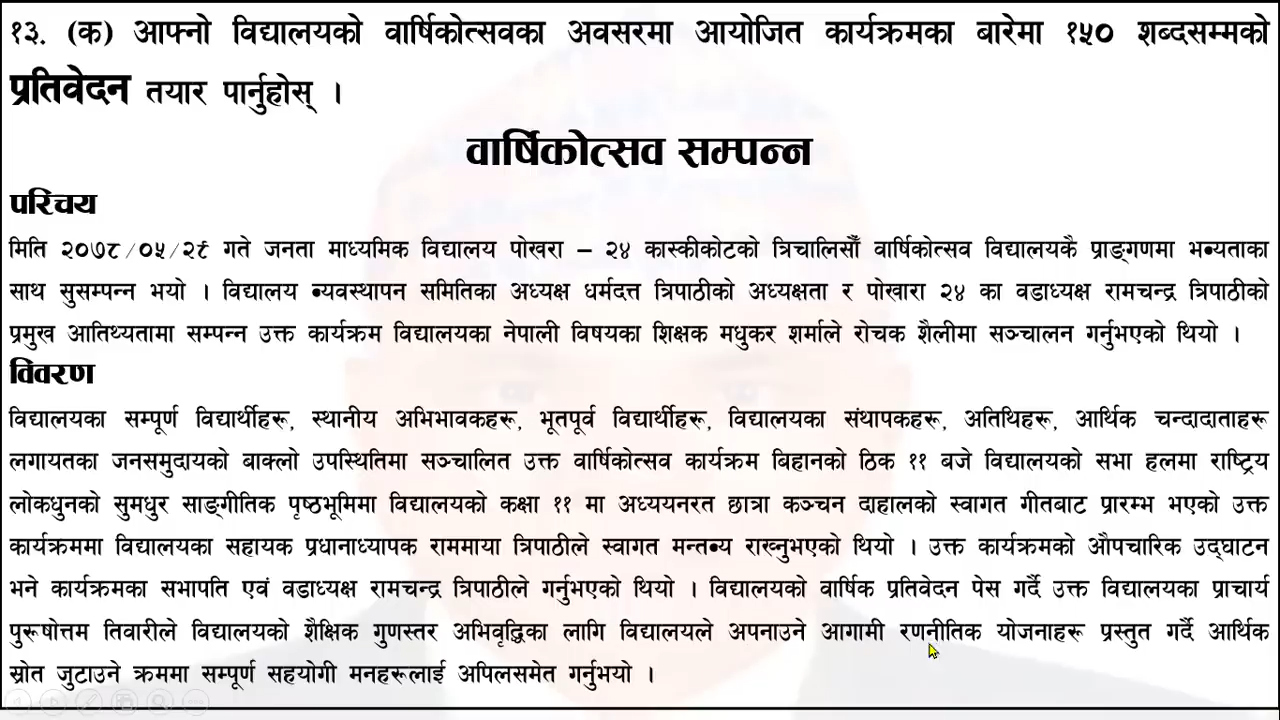 १३. (क) आफ्नो विद्यालयको वार्षिकोत्सवका अवसरमा आयोजित कार्यक्रमका बारेमा १५० शब्दसम्मको
प्रतिवेदन तयार पार्नुहोस् ।
वार्षिकोत्सव सम्पन्न
परिचय
मिति २०७८/०५/२९ गते जनता माध्यमिक विद्यालय पोखरा – २४ कास्कीकोटको त्रिचालिसौँ वार्षिकोत्सव विद्यालयकै प्राङ्गणमा भव्यताका
साथ सुसम्पन्न भयो । विद्यालय व्यवस्थापन समितिका अध्यक्ष धर्मदत्त त्रिपाठीको अध्यक्षता र पोखारा २४ का वडाध्यक्ष रामचन्द्र त्रिपाठीको
प्रमुख आतिथ्यतामा सम्पन्न उक्त कार्यक्रम विद्यालयका नेपाली विषयका शिक्षक मधुकर शर्माले रोचक शैलीमा सञ्चालन गर्नुभएको थियो ।
विवरण
विद्यालयका सम्पूर्ण विद्यार्थीहरू, स्थानीय अभिभावकहरू, भूतपूर्व विद्यार्थीहरू, विद्यालयका संथापकहरू, अतिथिहरू, आर्थिक चन्दादाताहरू
लगायतका जनसमुदायको बाक्लो उपस्थितिमा सञ्चालित उक्त वार्षिकोत्सव कार्यक्रम बिहानको ठिक ११ बजे विद्यालयको सभा हलमा राष्ट्रिय
लोकधुनको सुमधुर साङ्गीतिक पृष्ठभूमिमा विद्यालयको कक्षा ११ मा अध्ययनरत छात्रा कञ्चन दाहालको स्वागत गीतबाट प्रारम्भ भएको उक्त
कार्यक्रममा विद्यालयका सहायक प्रधानाध्यापक राममाया त्रिपाठीले स्वागत मन्तव्य राख्नुभएको थियो । उक्त कार्यक्रमको औपचारिक उद्घाटन
भने कार्यक्रमका सभापति एवं वडाध्यक्ष रामचन्द्र त्रिपाठीले गर्नुभएको थियो । विद्यालयको वार्षिक प्रतिवेदन पेस गर्दै उक्त विद्यालयका प्राचार्य
पुरूषोत्तम तिवारीले विद्यालयको शैक्षिक गुणस्तर अभिवृद्धिका लागि विद्यालयले अपनाउने आगामी रणनीतिक योजनाहरू प्रस्तुत गर्दै आर्थिक
स्रोत जुटाउने क्रममा सम्पूर्ण सहयोगी मनहरूलाई अपिलसमेत गर्नुभयो ।